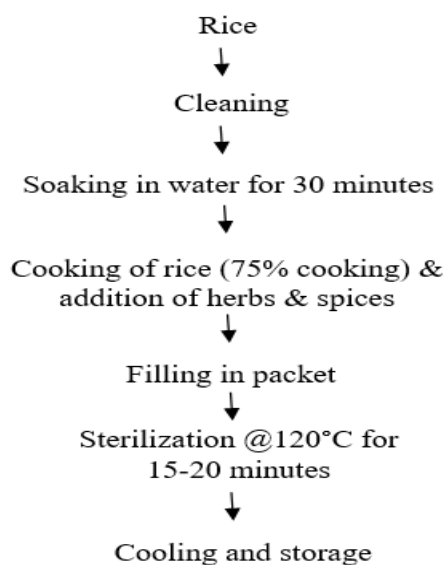 Rice
Cleaning
Soaking in water for 30 minutes
Cooking of rice (75% cooking) &
addition of herbs & spices
Filling in packet
Sterilization @120°C for
15-20 minutes
Cooling and storage